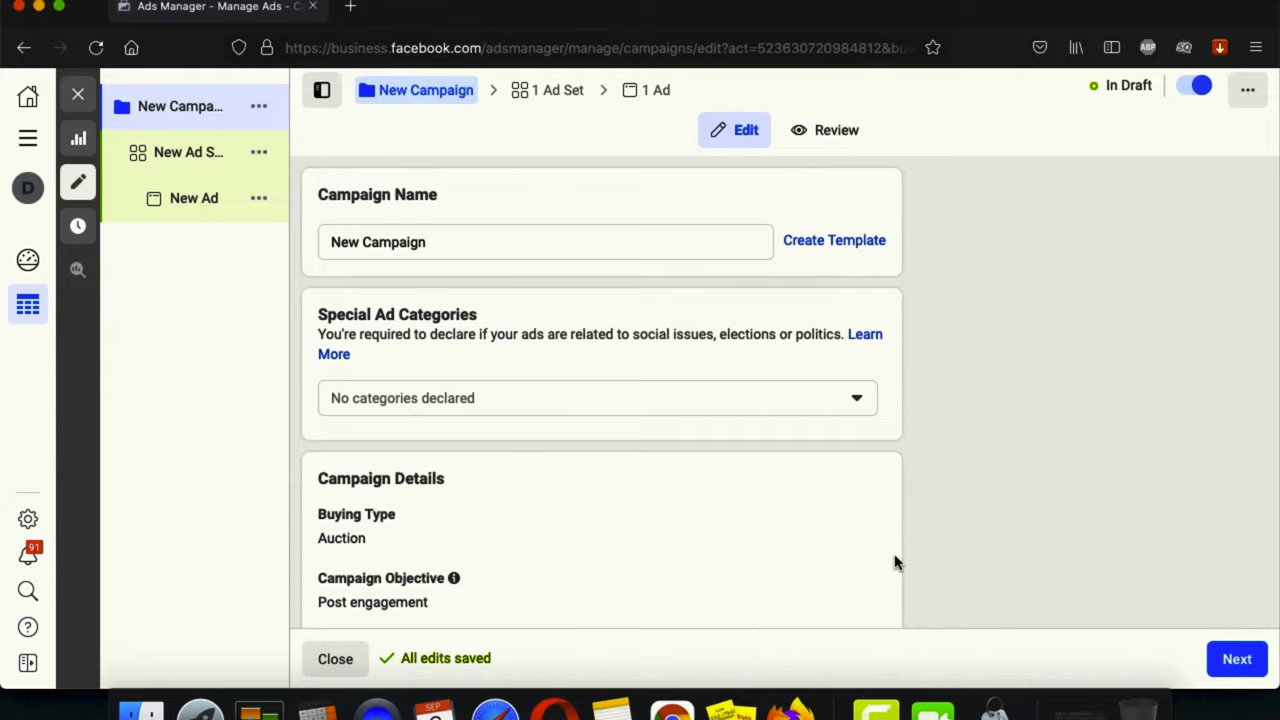 Ads Manager - Manage Ads - C
https://business.facebook.com/adsmanager/manage/campaigns/edit?act=523630720984812&bu
ABP
New Campa...
New Campaign
1 Ad Set
1 Ad
In Draft
New Ad S...
Edit
Review
D
New Ad
Campaign Name
New Campaign
Create Template
Special Ad Categories
You're required to declare if your ads are related to social issues, elections or politics. Learn
More
No categories declared
Campaign Details
Buying Type
Auction
91
Campaign Objective
Post engagement
Close
All edits saved
Next
SEP